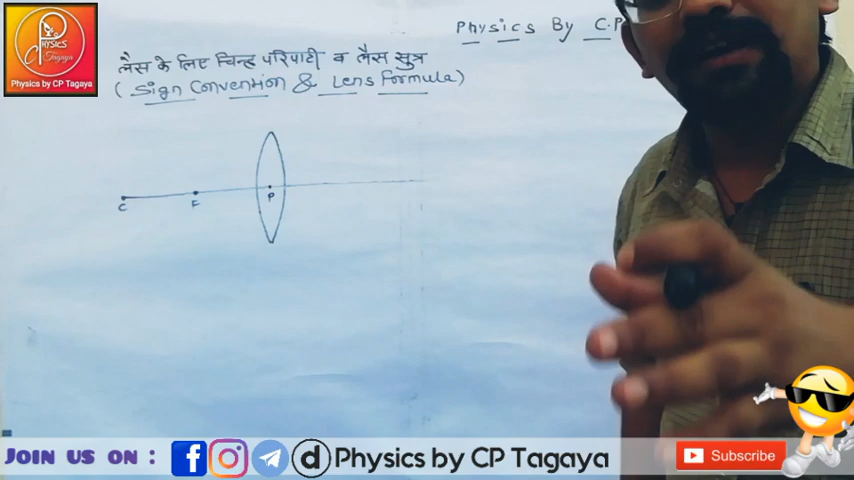 Physics By C.P
PHYSICS
Tagaya
Physics by CP Tagaya
लैंस के लिए चिन्ह परिपाटी व लैंस सुत्र
( Sign Convention & Lens Formula )
C F P
JOIN US ON : f d Physics by CP Tagaya
Subscribe